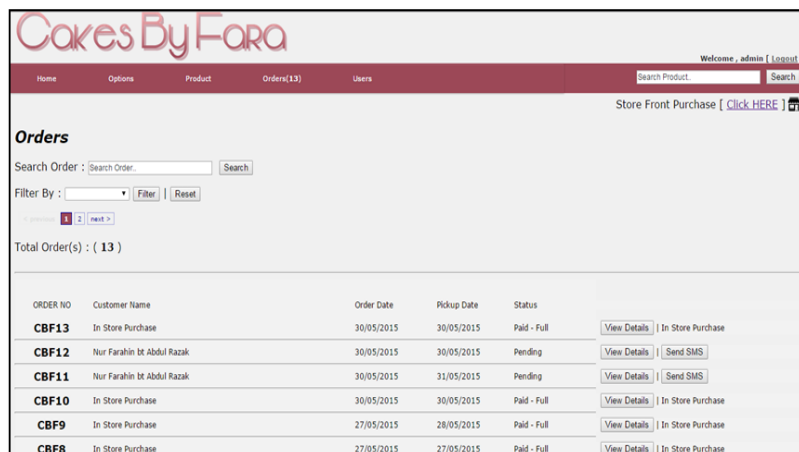 Cakes By Fara
Welcome , admin [ Logout
Home Options Product Orders(13) Users Search Product.. Search
Store Front Purchase [ Click HERE ]
Orders
Search Order : Search Order.. Search
Filter By : Filter | Reset
< previous 1 2 next >
Total Order(s) : ( 13 )
ORDER NO Customer Name Order Date Pickup Date Status
CBF13 In Store Purchase 30/05/2015 30/05/2015 Paid - Full View Details | In Store Purchase
CBF12 Nur Farahin bt Abdul Razak 30/05/2015 30/05/2015 Pending View Details | Send SMS
CBF11 Nur Farahin bt Abdul Razak 30/05/2015 31/05/2015 Pending View Details | Send SMS
CBF10 In Store Purchase 30/05/2015 30/05/2015 Paid - Full View Details | In Store Purchase
CBF9 In Store Purchase 27/05/2015 28/05/2015 Paid - Full View Details | In Store Purchase
CBF8 In Store Purchase 27/05/2015 27/05/2015 Paid - Full View Details | In Store Purchase